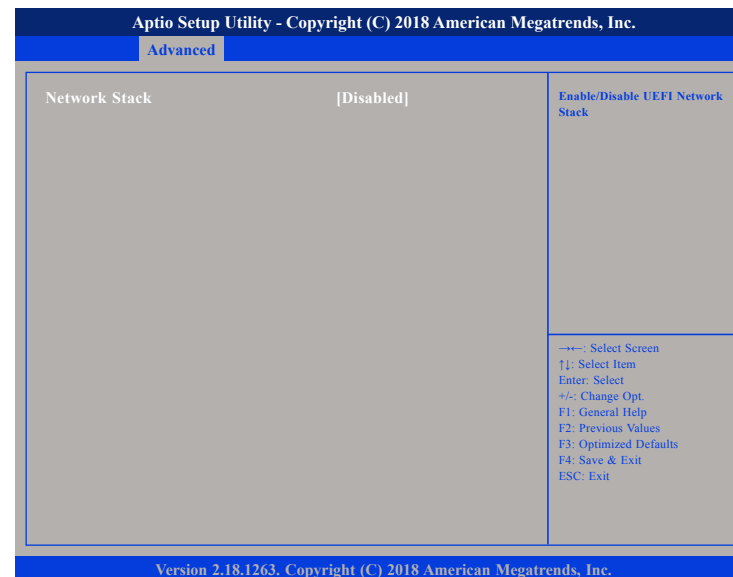 Aptio Setup Utility - Copyright (C) 2018 American Megatrends, Inc.
Advanced
Network Stack [Disabled]
Enable/Disable UEFI Network
Stack
→←: Select Screen
↑↓: Select Item
Enter: Select
+/-: Change Opt.
F1: General Help
F2: Previous Values
F3: Optimized Defaults
F4: Save & Exit
ESC: Exit
Version 2.18.1263. Copyright (C) 2018 American Megatrends, Inc.